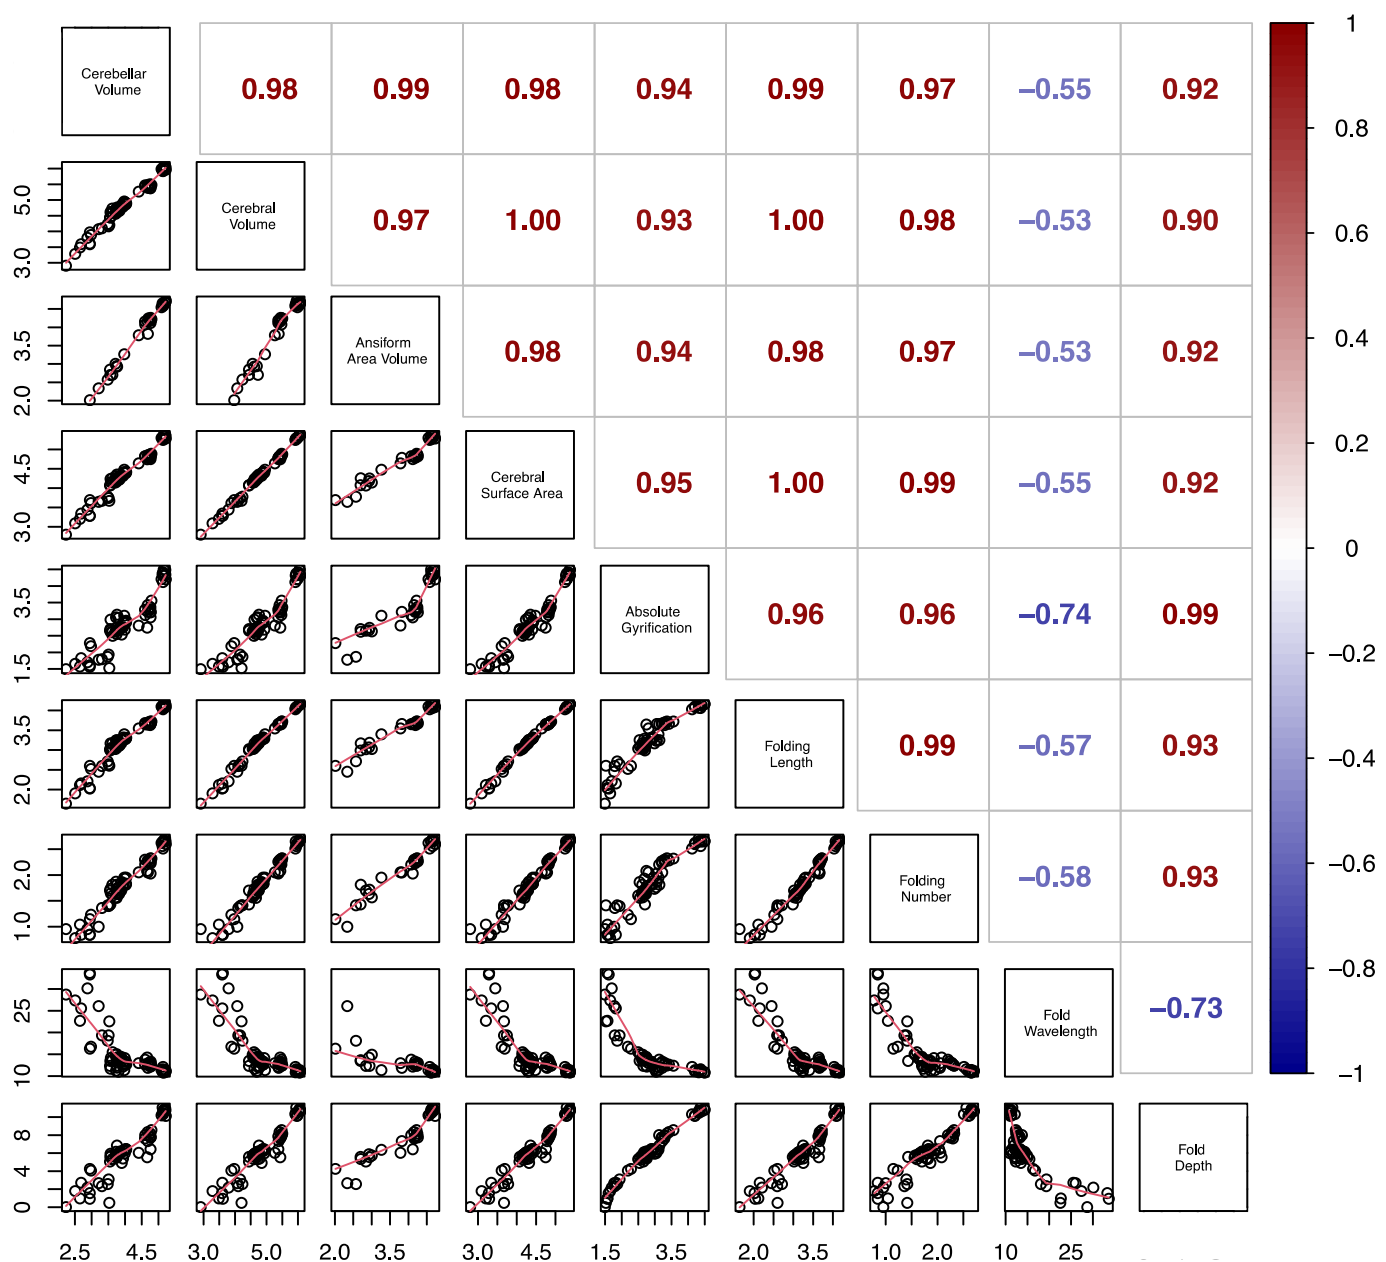 Cerebellar
Volume
0.98 0.99 0.98 0.94 0.99 0.97 −0.55 0.92
1
0.8
0.6
0.4
0.2
0
−0.2
−0.4
−0.6
−0.8
−1
3.0 5.0
Cerebral
Volume
0.97 1.00 0.93 1.00 0.98 −0.53 0.90
2.0 3.5
Ansiform
Area Volume
0.98 0.94 0.98 0.97 −0.53 0.92
3.0 4.5
Cerebral
Surface Area
0.95 1.00 0.99 −0.55 0.92
1.5 3.5
Absolute
Gyrification
0.96 0.96 −0.74 0.99
2.0 3.5
Folding
Length
0.99 −0.57 0.93
1.0 2.0
Folding
Number
−0.58 0.93
10 25
Fold
Wavelength
−0.73
0 4 8
Fold
Depth
2.5 4.5 3.0 5.0 2.0 3.5 3.0 4.5 1.5 3.5 2.0 3.5 1.0 2.0 10 25